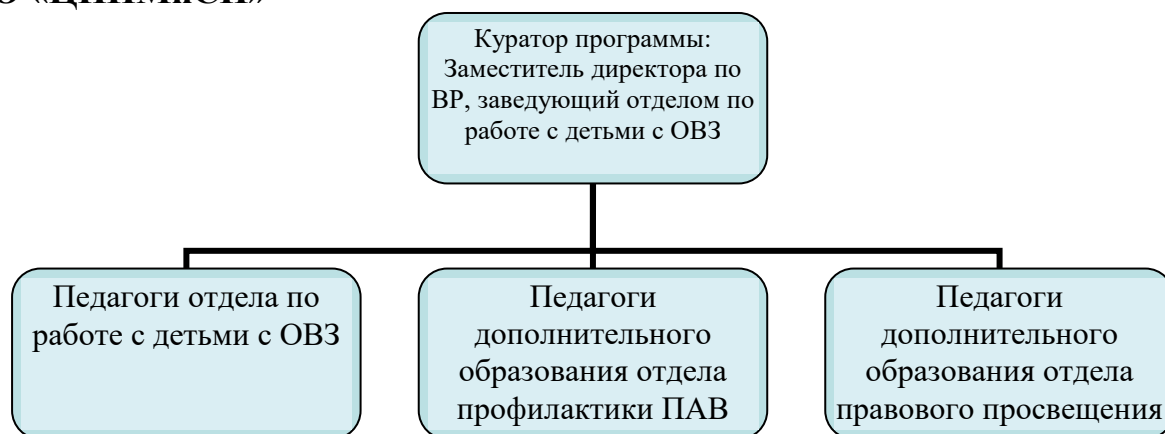 Куратор программы:
Заместитель директора по
ВР, заведующий отделом по
работе с детьми с ОВЗ
Педагоги отдела по
работе с детьми с ОВЗ
Педагоги
дополнительного
образования отдела
профилактики ПАВ
Педагоги
дополнительного
образования отдела
правового просвещения